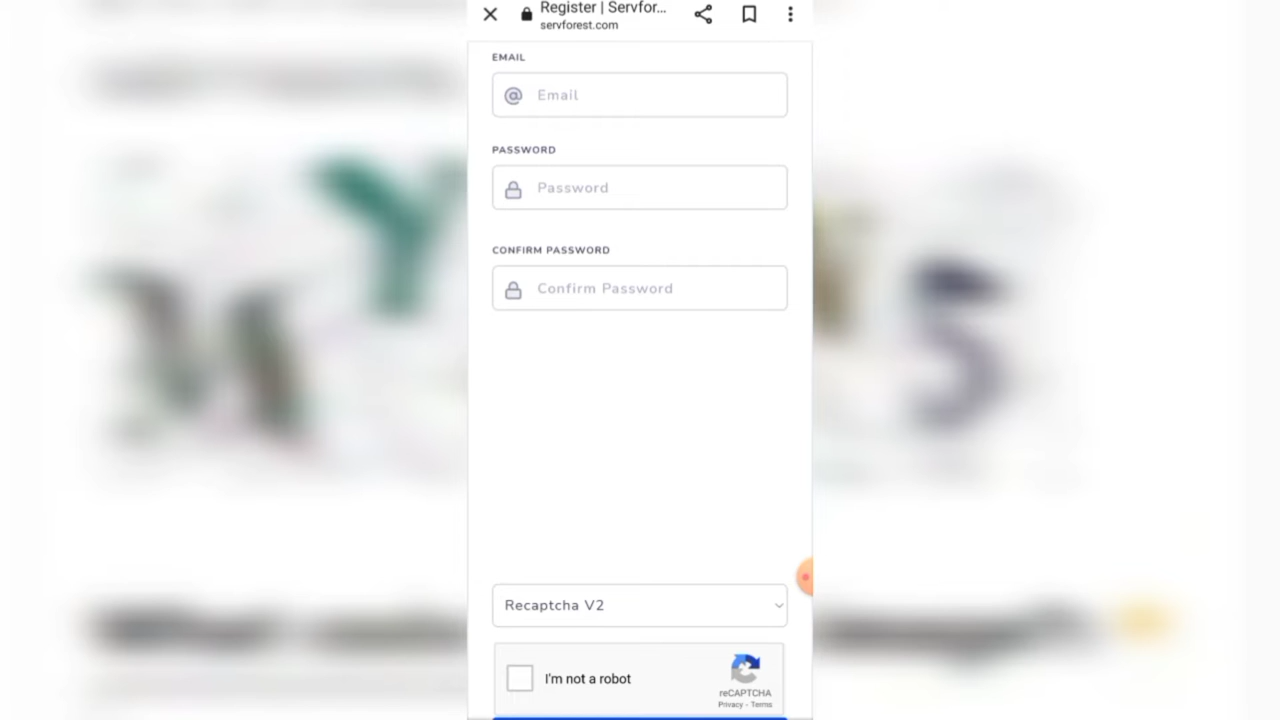 Register | Servfor...
servforest.com
EMAIL
Email
PASSWORD
Password
CONFIRM PASSWORD
Confirm Password
Recaptcha V2
I'm not a robot
reCAPTCHA
Privacy - Terms